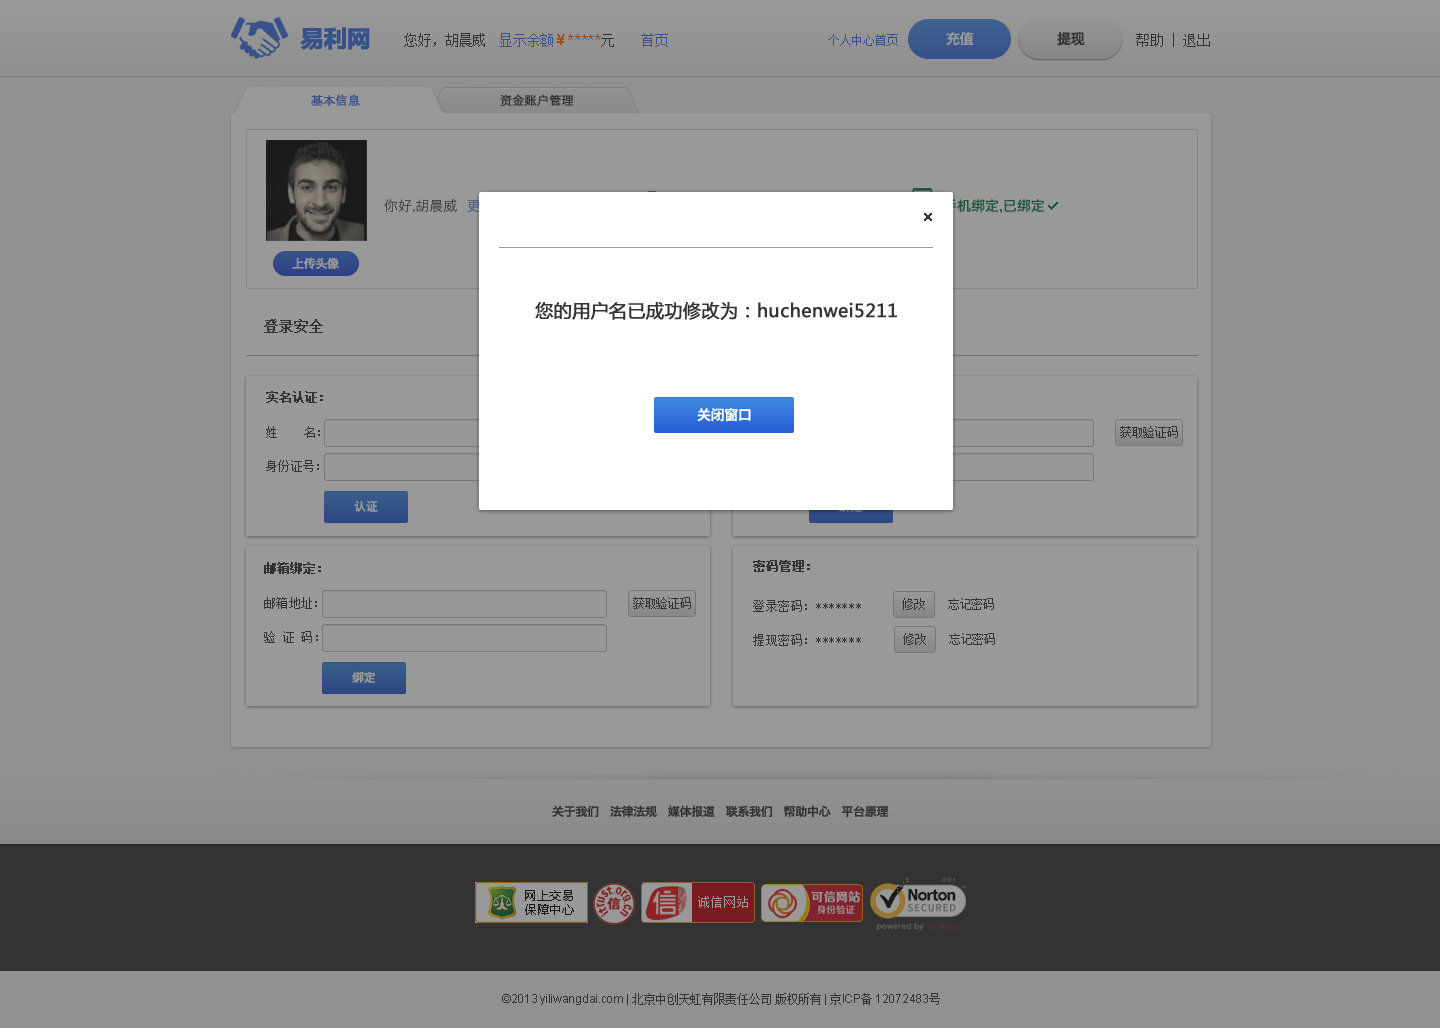 易利网
您好，胡晨威 显示余额¥*****元 首页
个人中心首页 充值 提现 帮助 | 退出
基本信息 资金账户管理
你好,胡晨威 更
手机绑定,已绑定
上传头像
您的用户名已成功修改为：huchenwei5211
关闭窗口
登录安全
实名认证：
姓 名：
身份证号：
认证
获取验证码
邮箱绑定：
邮箱地址：
获取验证码
验 证 码：
绑定
密码管理：
登录密码：******* 修改 忘记密码
提现密码：******* 修改 忘记密码
关于我们 法律法规 媒体报道 联系我们 帮助中心 平台原理
网上交易
保障中心
itrust.org.cn
信
信
诚信网站
可信网站
身份验证
Norton
SECURED
powered by
©2013 yiliwangdai.com | 北京中创天虹有限责任公司 版权所有 | 京ICP备 12072483号